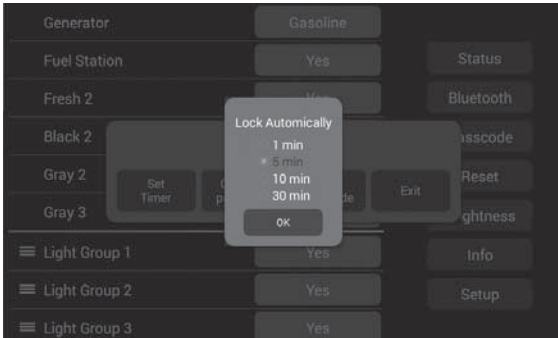 Generator Gasoline
Fuel Station Yes Status
Fresh 2 Bluetooth
Lock Automically
Black 2
1 min
5 min
Gray 2 Set Timer 10 min Exit Reset
30 min
Gray 3 OK
Light Group 1 Yes Info
Light Group 2 Yes Setup
Light Group 3 Yes